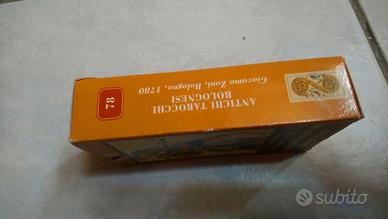 ANTICHI TAROCCHI
BOLOGNESI
Giacomo Zoni, Bologna, 1780
78
subito